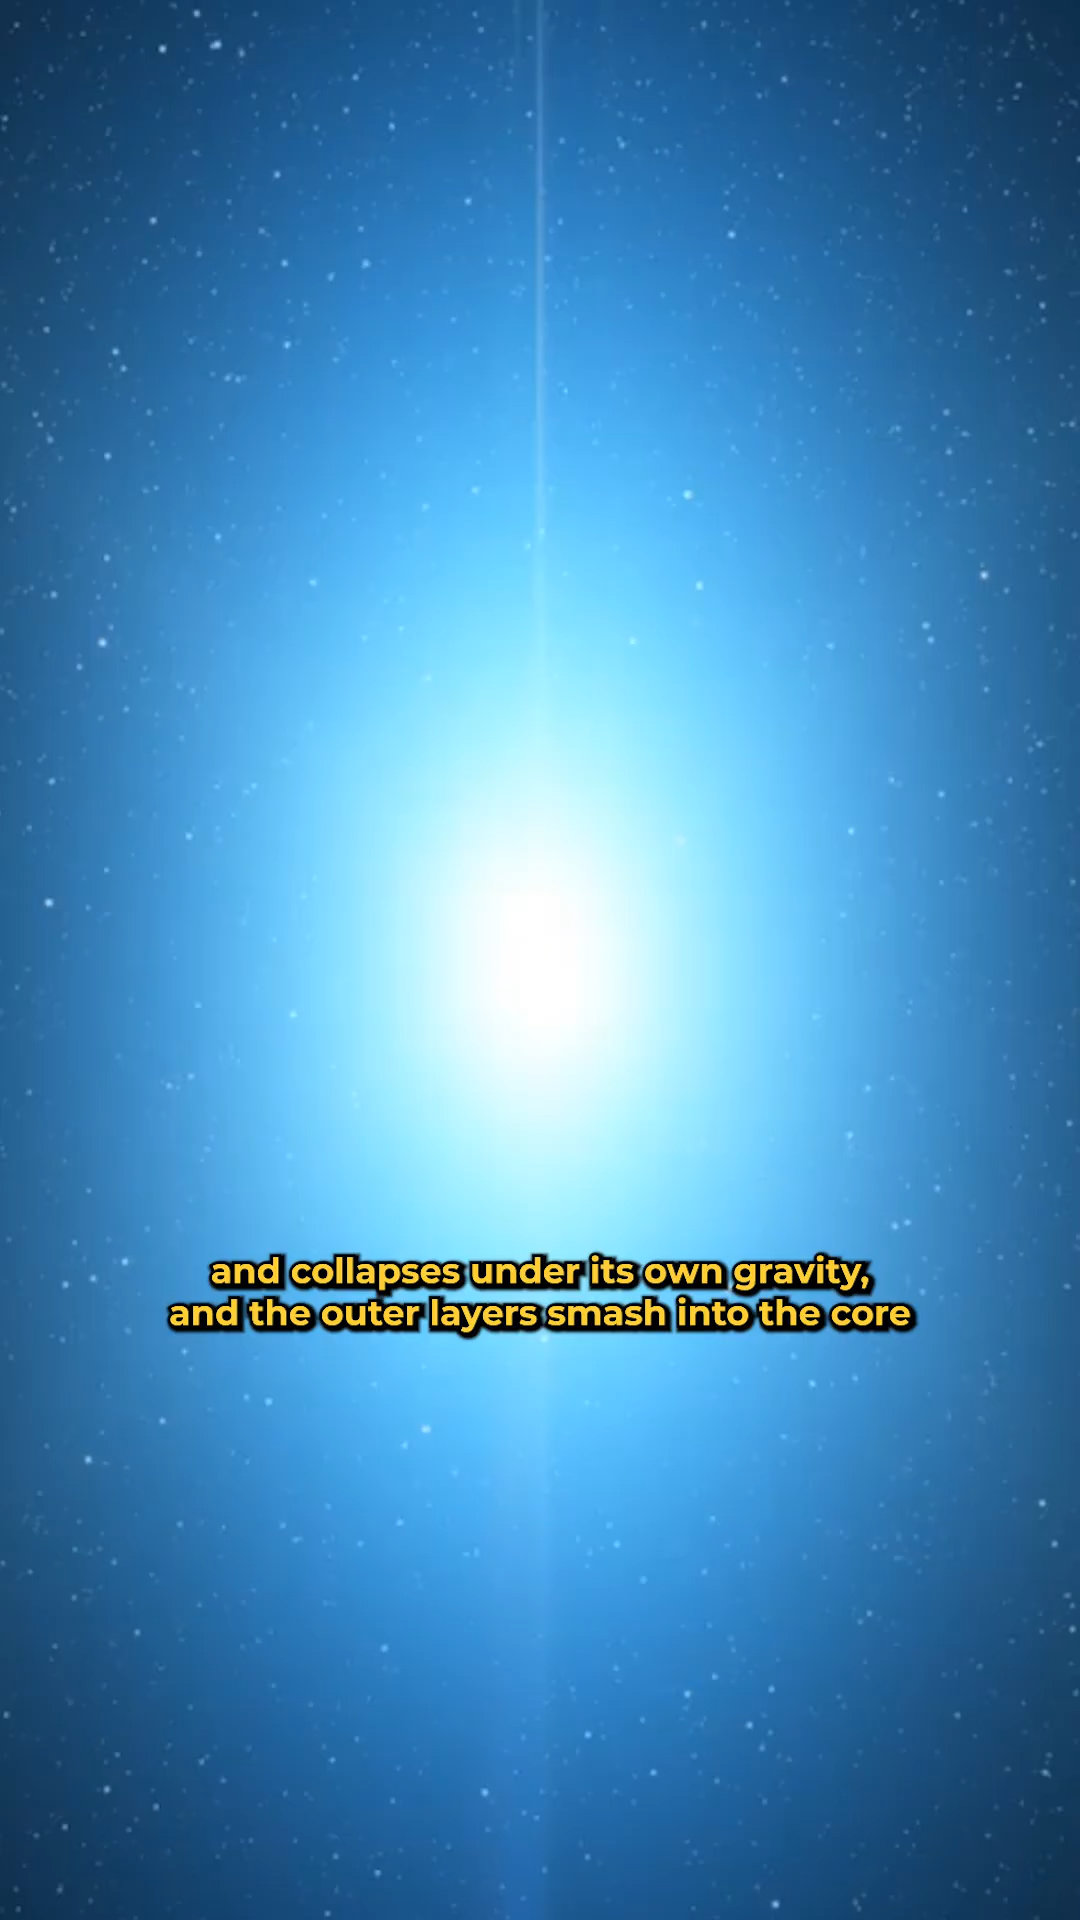 and collapses under its own gravity,
and the outer layers smash into the core